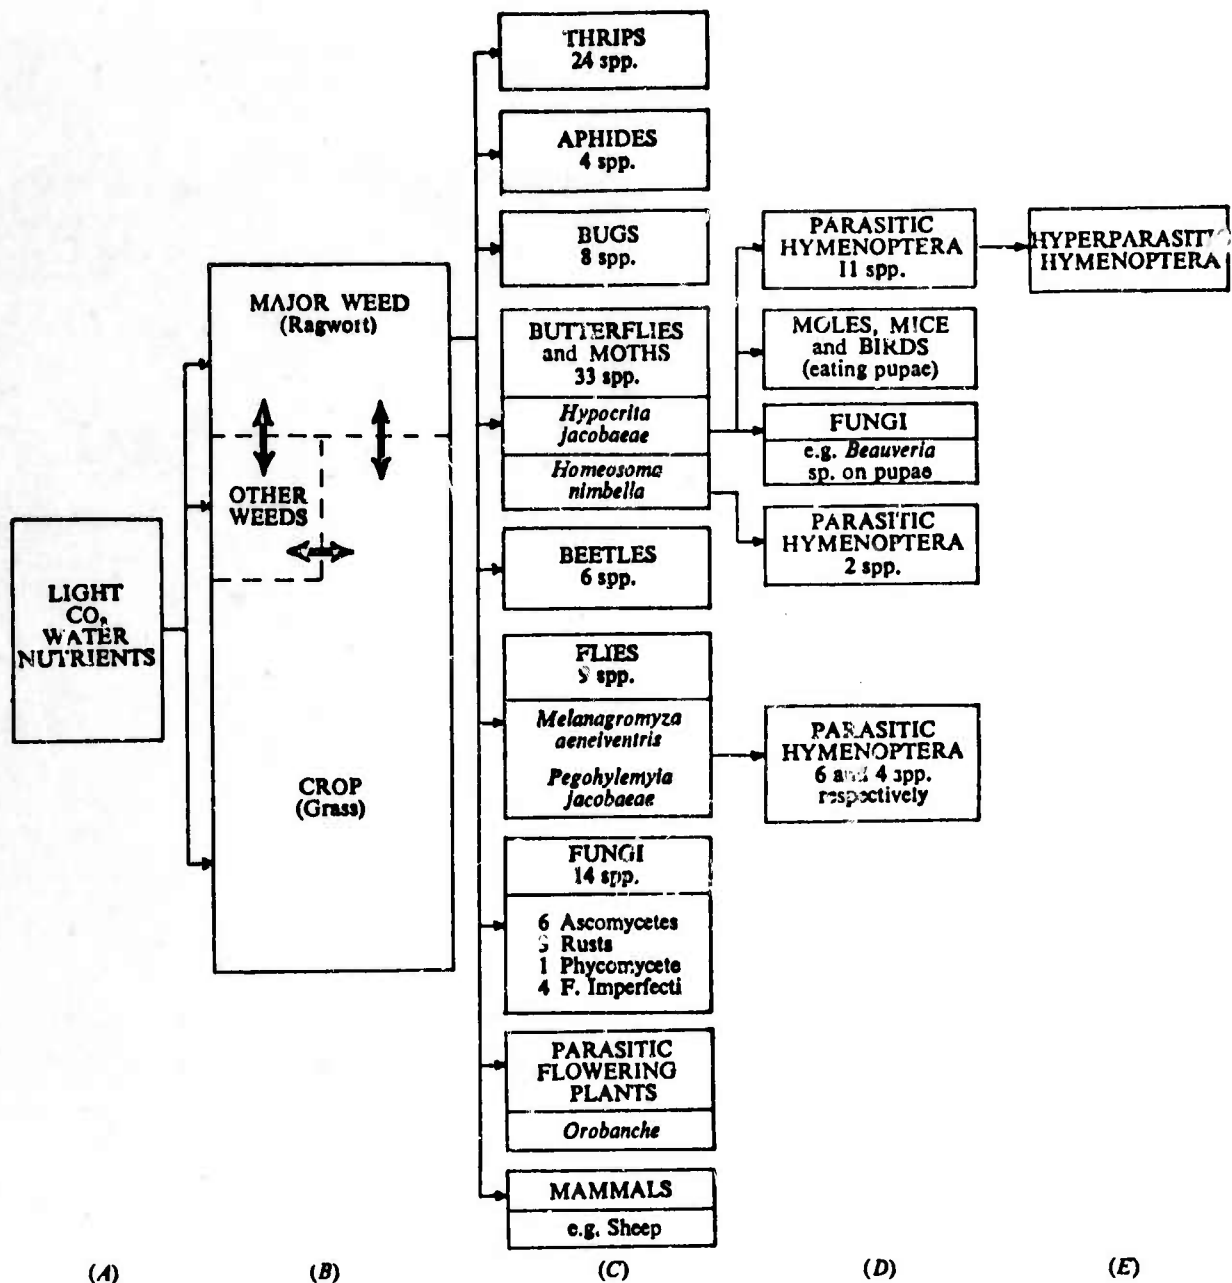 THRIPS
24 spp.
APHIDES
4 spp.
BUGS
8 spp.
BUTTERFLIES
and MOTHS
33 spp.
Hypocrita
jacobaeae
Homeosoma
nimbella
BEETLES
6 spp.
FLIES
9 spp.
Melanagromyza
aeneiventris
Pegohylemyia
jacobaeae
FUNGI
14 spp.
6 Ascomycetes
Rusts
1 Phycomycete
4 F. Imperfecti
PARASITIC
FLOWERING
PLANTS
Orobanche
MAMMALS
e.g. Sheep
MAJOR WEED
(Ragwort)
OTHER
WEEDS
CROP
(Grass)
LIGHT
CO₂
WATER
NUTRIENTS
PARASITIC
HYMENOPTERA
11 spp.
MOLES, MICE
and BIRDS
(eating pupae)
FUNGI
e.g. Beauveria
sp. on pupae
PARASITIC
HYMENOPTERA
2 spp.
PARASITIC
HYMENOPTERA
6 and 4 spp.
respectively
HYPERPARASITIC
HYMENOPTERA
(A) (B) (C) (D) (E)